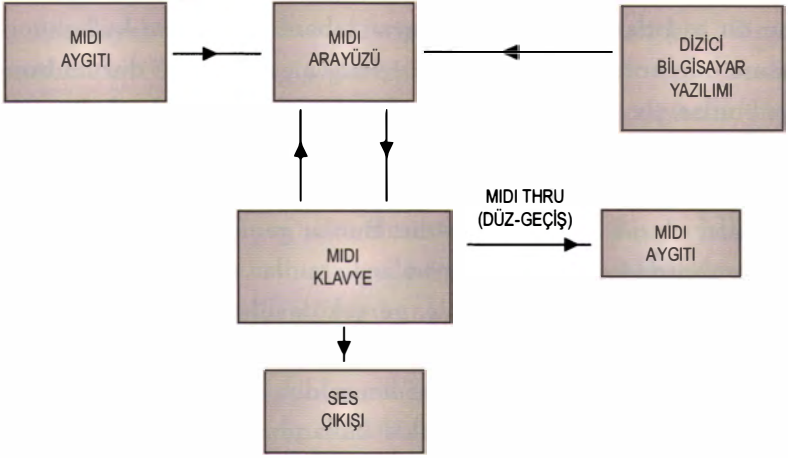 MIDI
AYGITI
MIDI
ARAYÜZÜ
DİZİCİ
BİLGİSAYAR
YAZILIMI
MIDI THRU
(DÜZ-GEÇİŞ)
MIDI
KLAVYE
MIDI
AYGITI
SES
ÇIKIŞI